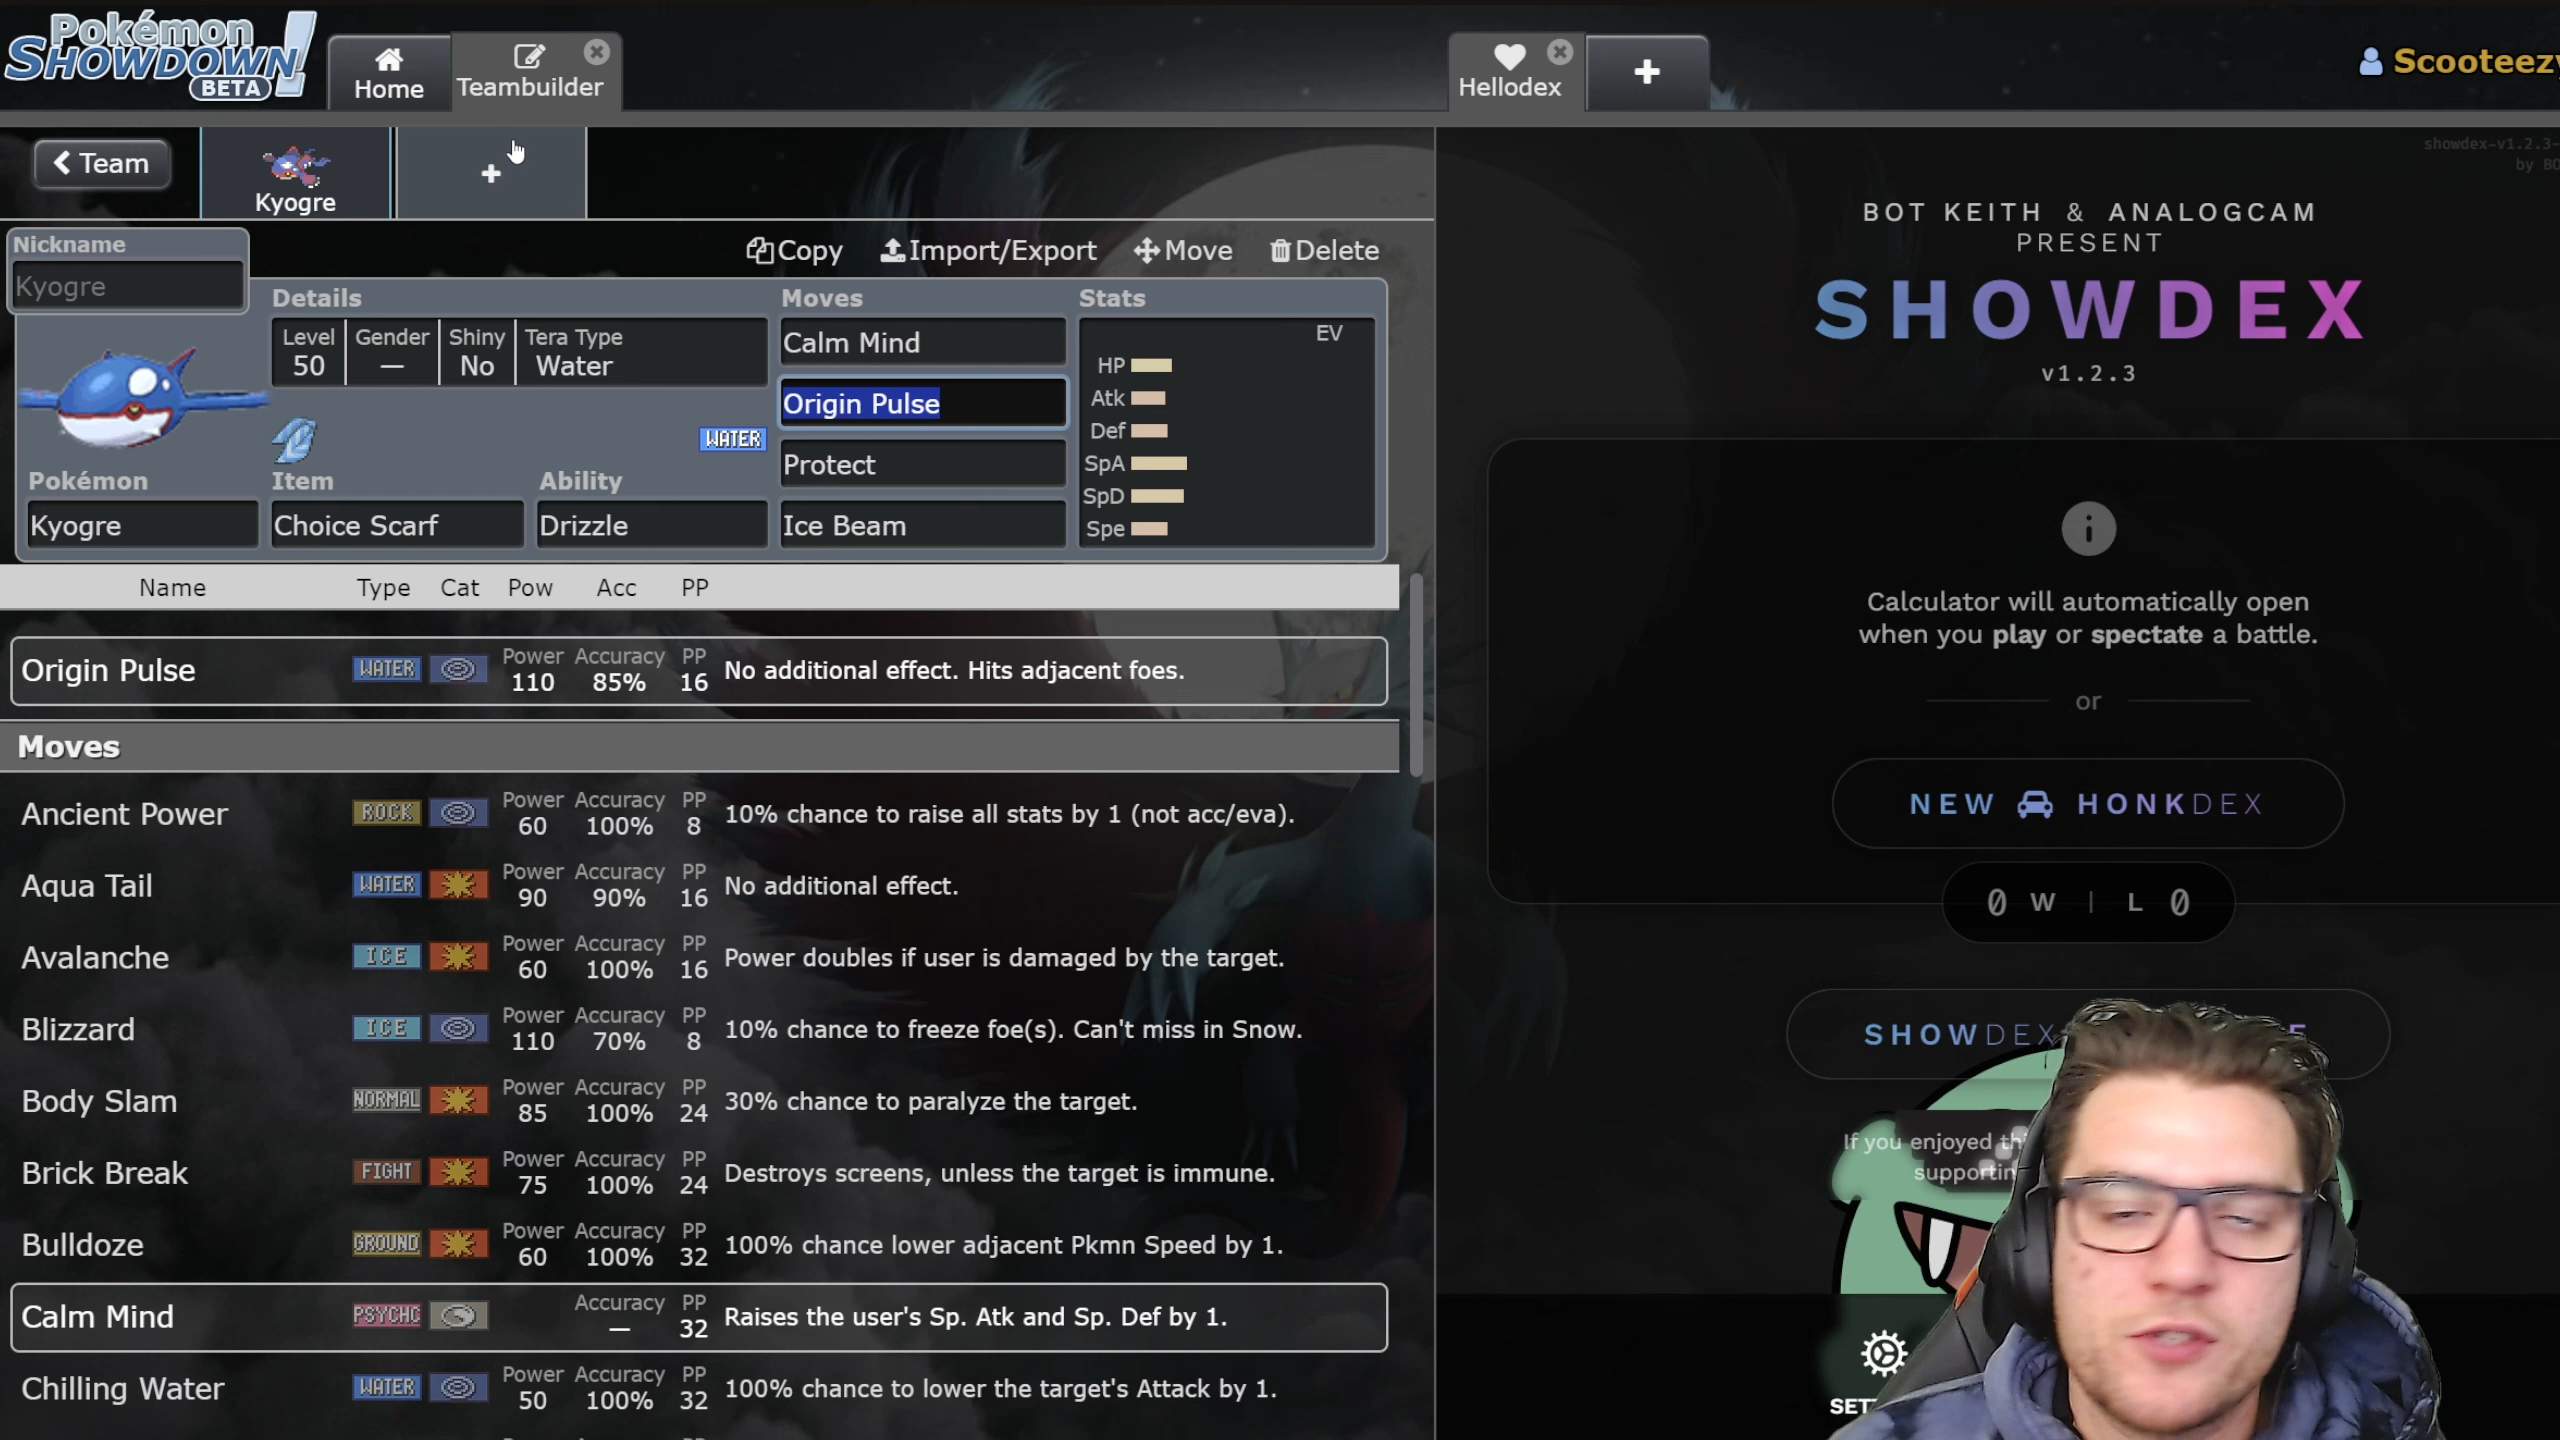 Pokémon
SHOWDOWN!
BETA
Home
Teambuilder
Hellodex
Team
Kyogre
Copy
Import/Export
Move
Delete
Nickname
Kyogre
Details
Moves
Stats
Level Gender Shiny Tera Type
50 — No Water
Calm Mind
Origin Pulse
Protect
Ice Beam
EV
HP
Atk
Def
SpA
SpD
Spe
WATER
Pokémon Item Ability
Kyogre Choice Scarf Drizzle
Name Type Cat Pow Acc PP
Origin Pulse WATER Power 110 Accuracy 85% PP 16 No additional effect. Hits adjacent foes.
Moves
Ancient Power ROCK Power 60 Accuracy 100% PP 8 10% chance to raise all stats by 1 (not acc/eva).
Aqua Tail WATER Power 90 Accuracy 90% PP 16 No additional effect.
Avalanche ICE Power 60 Accuracy 100% PP 16 Power doubles if user is damaged by the target.
Blizzard ICE Power 110 Accuracy 70% PP 8 10% chance to freeze foe(s). Can't miss in Snow.
Body Slam NORMAL Power 85 Accuracy 100% PP 24 30% chance to paralyze the target.
Brick Break FIGHT Power 75 Accuracy 100% PP 24 Destroys screens, unless the target is immune.
Bulldoze GROUND Power 60 Accuracy 100% PP 32 100% chance lower adjacent Pkmn Speed by 1.
Calm Mind PSYCHC Accuracy — PP 32 Raises the user's Sp. Atk and Sp. Def by 1.
Chilling Water WATER Power 50 Accuracy 100% PP 32 100% chance to lower the target's Attack by 1.
Scooteezy
showdex-v1.2.3-
by BO
BOT KEITH & ANALOGCAM
PRESENT
SHOWDEX
v1.2.3
Calculator will automatically open
when you play or spectate a battle.
or
NEW HONKDEX
0 W | L 0
SHOWDEX
If you enjoyed